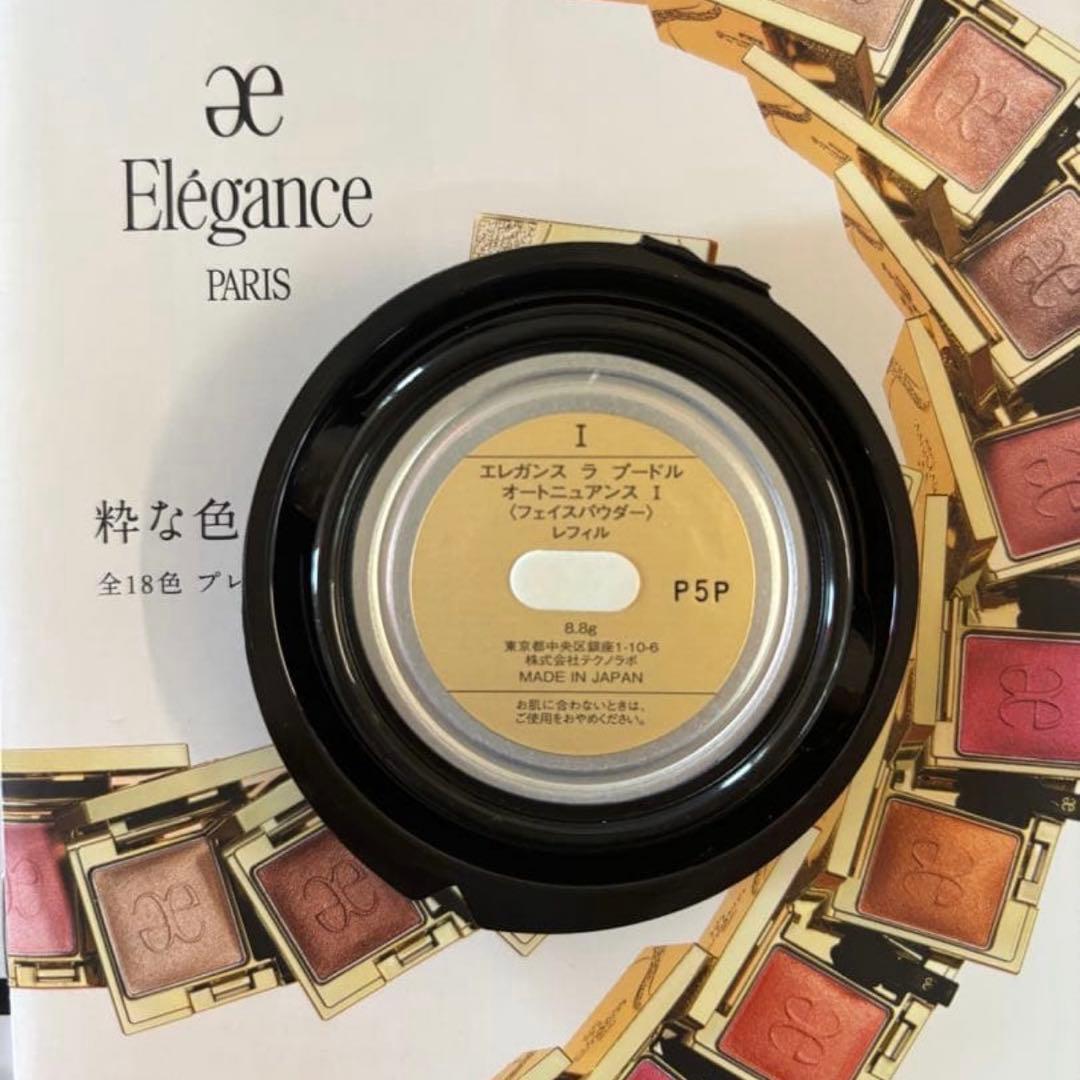 æ
Elégance
PARIS
粋な色
全18色 プレ
I
エレガンス ラ プードル
オートニュアンス I
〈フェイスパウダー〉
レフィル
P5P
8.8g
東京都中央区銀座1-10-6
株式会社テクノラボ
MADE IN JAPAN
お肌に合わないときは、
ご使用をおやめください。